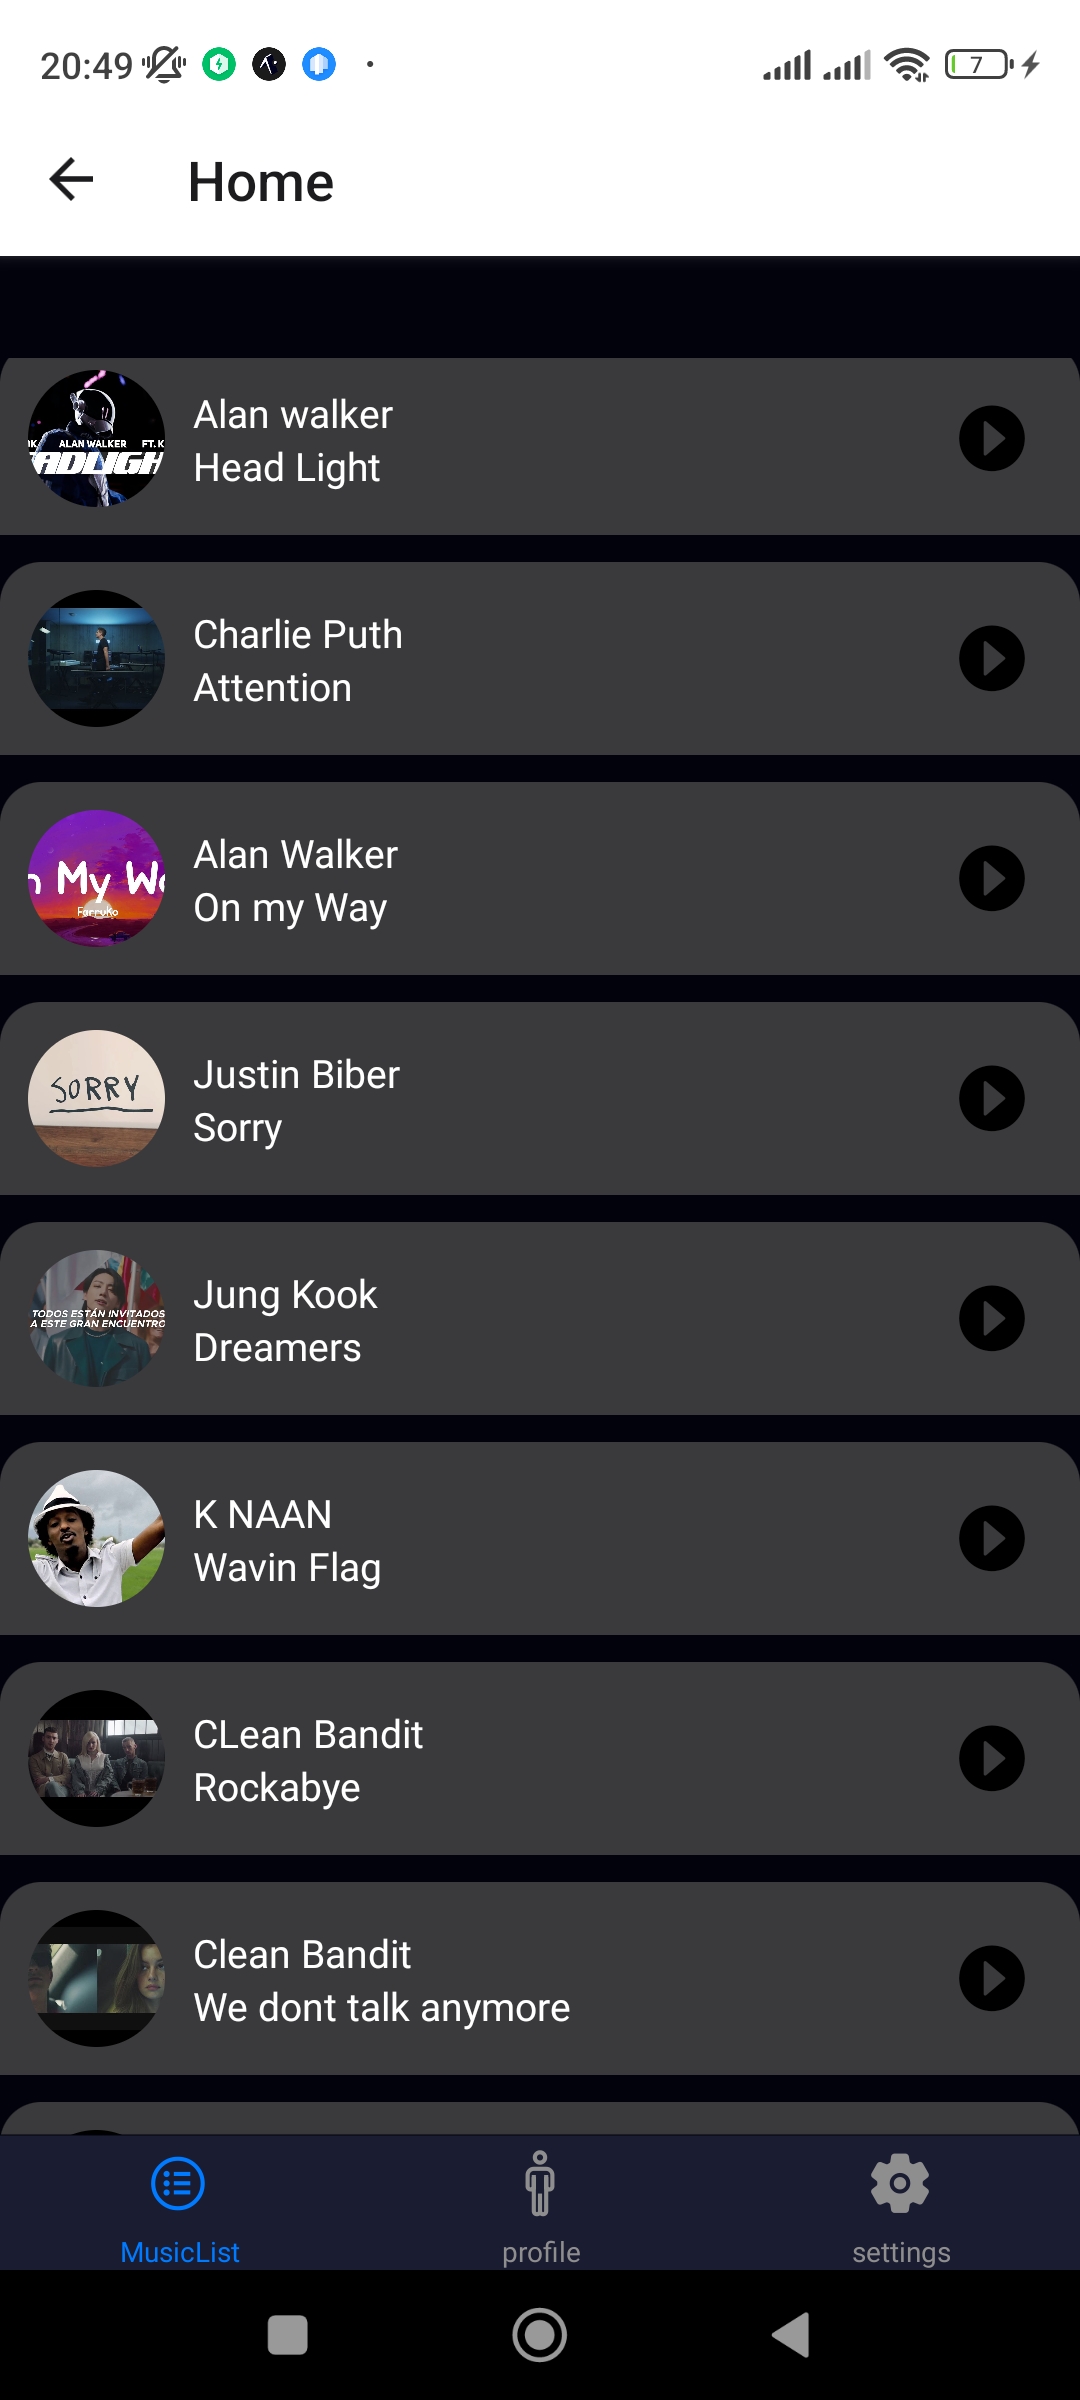 20:49
7
Home
ALAN WALKER FT. K
ADLIGH
Alan walker
Head Light
Charlie Puth
Attention
n My Wa
Farruko
Alan Walker
On my Way
SORRY
Justin Biber
Sorry
TODOS ESTÁN INVITADOS
A ESTE GRAN ENCUENTRO
Jung Kook
Dreamers
K NAAN
Wavin Flag
CLean Bandit
Rockabye
Clean Bandit
We dont talk anymore
MusicList
profile
settings